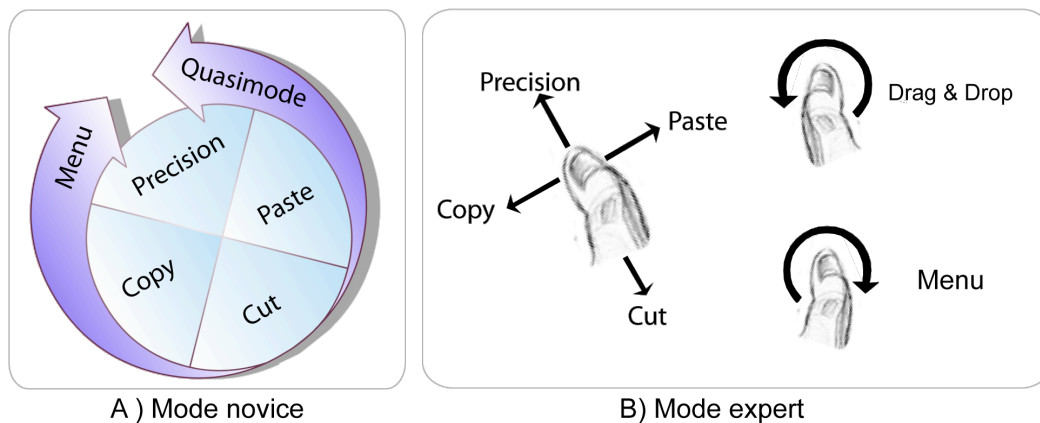 Quasimode
Menu
Precision
Paste
Copy
Cut
A ) Mode novice
Precision
Paste
Copy
Cut
Drag & Drop
Menu
B) Mode expert